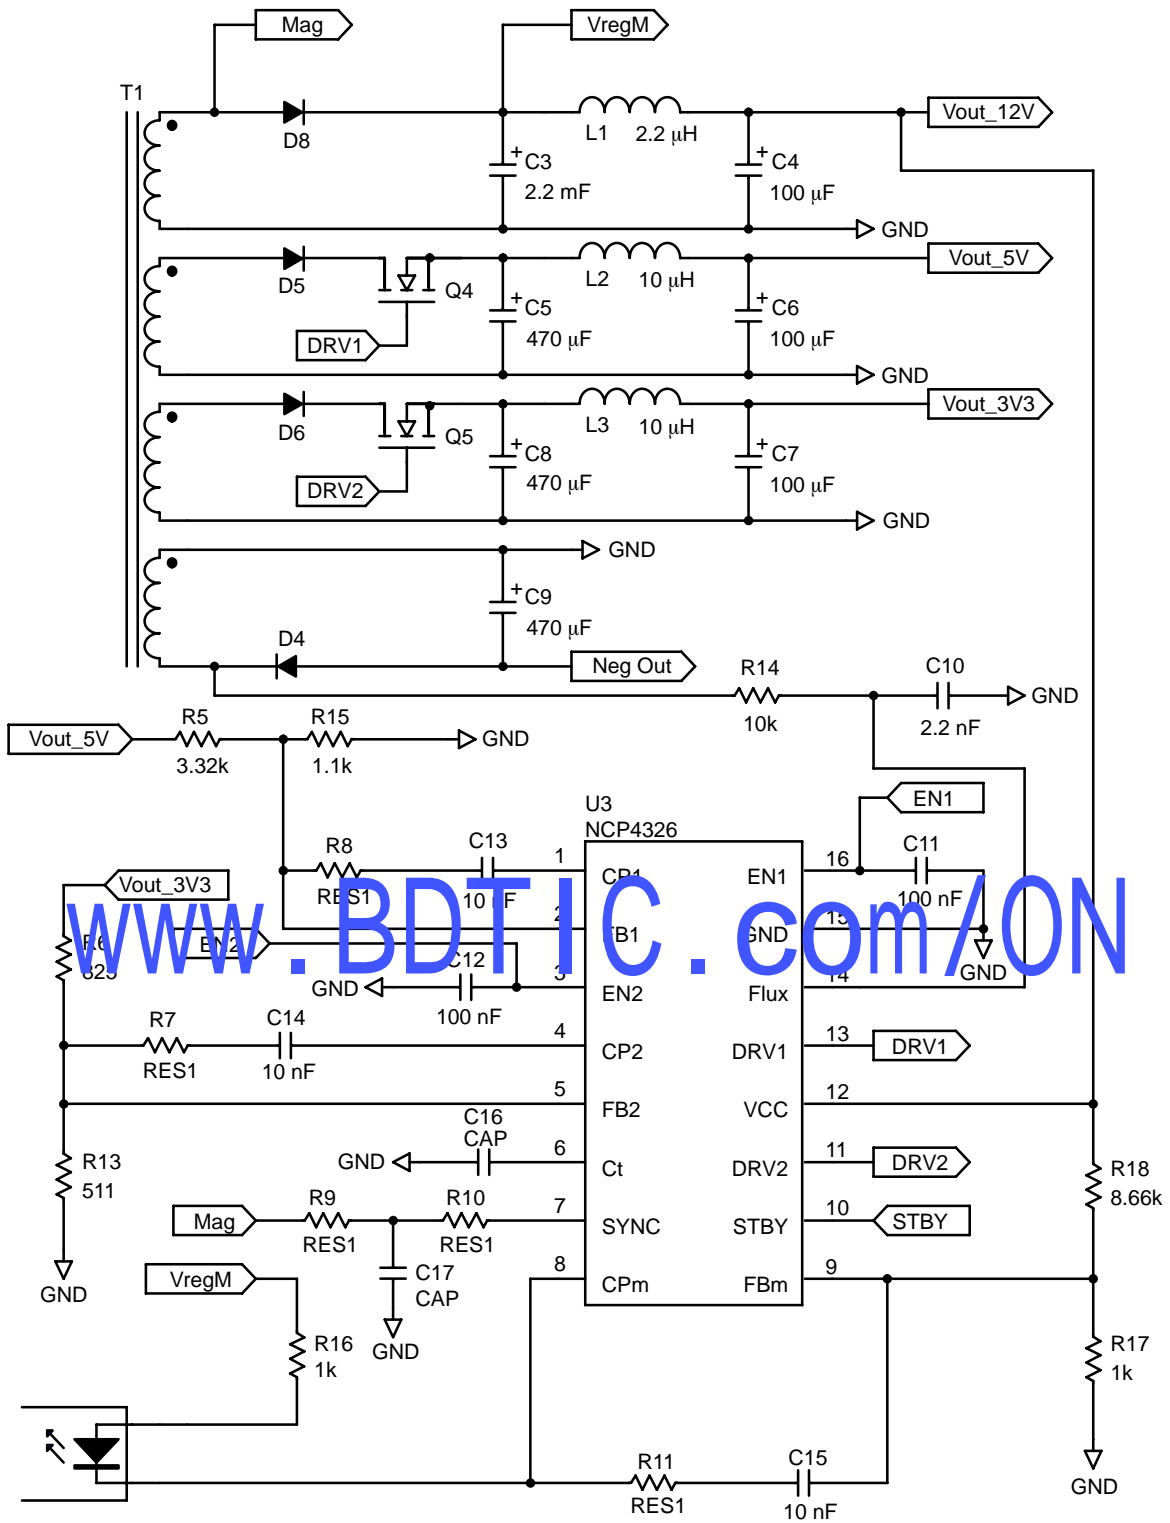 Mag
VregM
T1
D8
L1
2.2 μH
Vout_12V
+
C3
2.2 mF
+
C4
100 μF
GND
D5
Q4
L2
10 μH
Vout_5V
DRV1
+
C5
470 μF
+
C6
100 μF
GND
D6
Q5
L3
10 μH
Vout_3V3
DRV2
+
C8
470 μF
+
C7
100 μF
GND
GND
+
C9
470 μF
D4
Neg Out
R14
10k
C10
2.2 nF
GND
Vout_5V
R5
3.32k
R15
1.1k
GND
U3
NCP4326
EN1
R8
RES1
C13
10 nF
1
CP1
EN1
16
C11
100 nF
Vout_3V3
2
FB1
GND
15
GND
R6
825
EN2
GND
C12
100 nF
3
EN2
Flux
14
www.BDTIC.com/ON
R7
RES1
C14
10 nF
4
CP2
DRV1
13
DRV1
5
FB2
VCC
12
GND
C16
CAP
6
Ct
DRV2
11
DRV2
R13
511
GND
R18
8.66k
Mag
R9
RES1
R10
RES1
7
SYNC
STBY
10
STBY
C17
CAP
GND
8
CPm
FBm
9
VregM
R16
1k
R17
1k
GND
R11
RES1
C15
10 nF